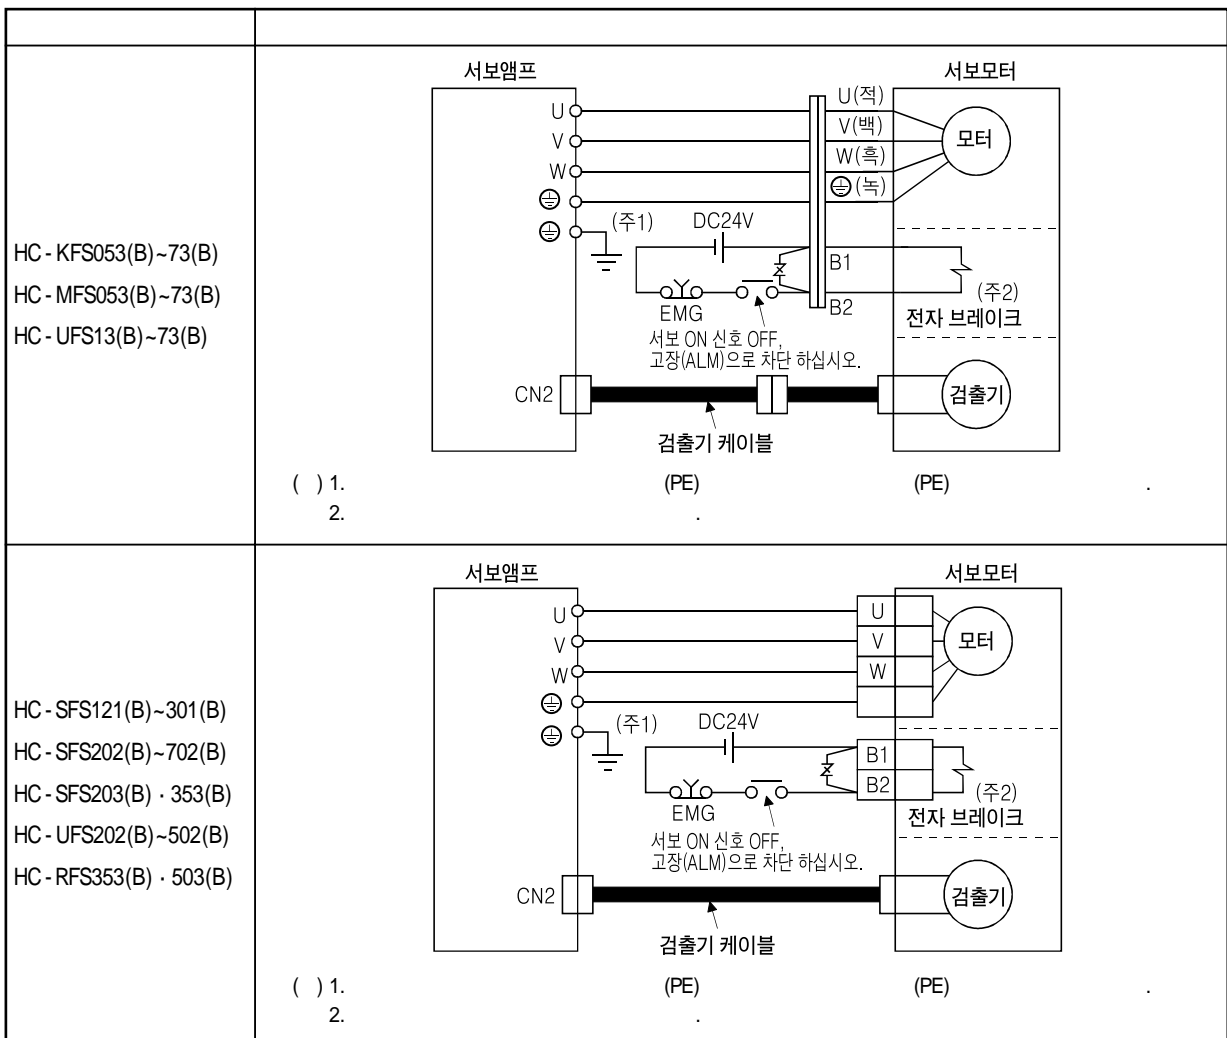 HC - KFS053(B)~73(B)
HC - MFS053(B)~73(B)
HC - UFS13(B)~73(B)
서보앰프
서보모터
U
V
W
U(적)
V(백)
W(흑)
(녹)
모터
(주1)
DC24V
B1
B2
EMG
(주2)
전자 브레이크
서보 ON 신호 OFF,
고장(ALM)으로 차단 하십시오.
CN2
검출기
검출기 케이블
( ) 1. (PE) (PE) .
2. .
HC - SFS121(B)~301(B)
HC - SFS202(B)~702(B)
HC - SFS203(B) · 353(B)
HC - UFS202(B)~502(B)
HC - RFS353(B) · 503(B)
서보앰프
서보모터
U
V
W
U
V
W
모터
(주1)
DC24V
B1
B2
EMG
(주2)
전자 브레이크
서보 ON 신호 OFF,
고장(ALM)으로 차단 하십시오.
CN2
검출기
검출기 케이블
( ) 1. (PE) (PE) .
2. .